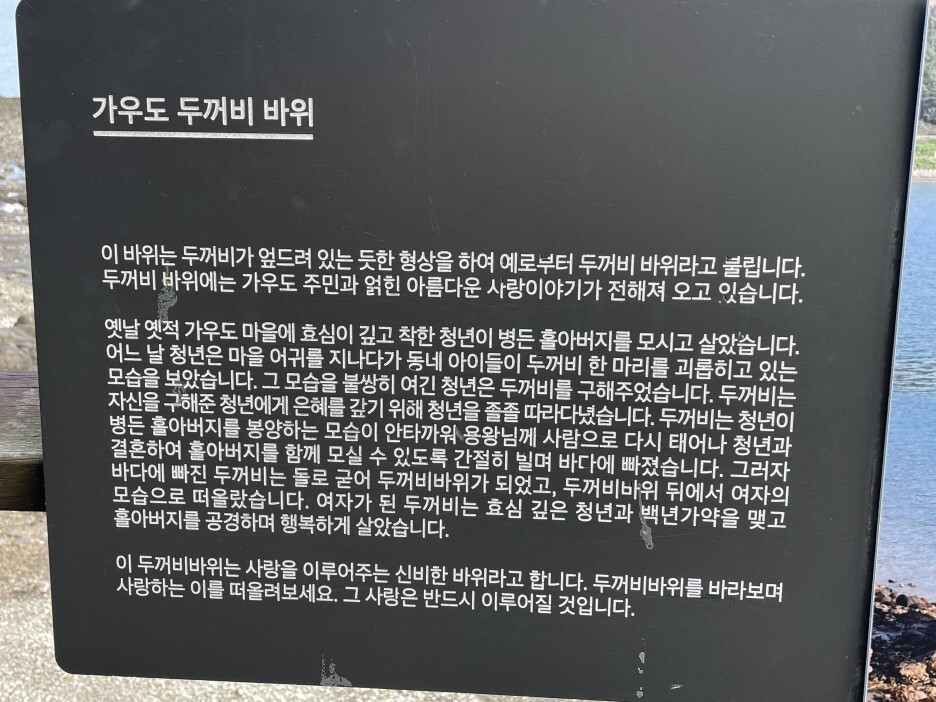 가우도 두꺼비 바위
이 바위는 두꺼비가 엎드려 있는 듯한 형상을 하여 예로부터 두꺼비 바위라고 불립니다.
두꺼비 바위에는 가우도 주민과 얽힌 아름다운 사랑이야기가 전해져 오고 있습니다.
옛날 옛적 가우도 마을에 효심이 깊고 착한 청년이 병든 홀아버지를 모시고 살았습니다.
어느 날 청년은 마을 어귀를 지나다가 동네 아이들이 두꺼비 한 마리를 괴롭히고 있는
모습을 보았습니다. 그 모습을 불쌍히 여긴 청년은 두꺼비를 구해주었습니다. 두꺼비는
자신을 구해준 청년에게 은혜를 갚기 위해 청년을 졸졸 따라다녔습니다. 두꺼비는 청년이
병든 홀아버지를 봉양하는 모습이 안타까워 용왕님께 사람으로 다시 태어나 청년과
결혼하여 홀아버지를 함께 모실 수 있도록 간절히 빌며 바다에 빠졌습니다. 그러자
바다에 빠진 두꺼비는 돌로 굳어 두꺼비바위가 되었고, 두꺼비바위 뒤에서 여자의
모습으로 떠올랐습니다. 여자가 된 두꺼비는 효심 깊은 청년과 백년가약을 맺고
홀아버지를 공경하며 행복하게 살았습니다.
이 두꺼비바위는 사랑을 이루어주는 신비한 바위라고 합니다. 두꺼비바위를 바라보며
사랑하는 이를 떠올려보세요. 그 사랑은 반드시 이루어질 것입니다.